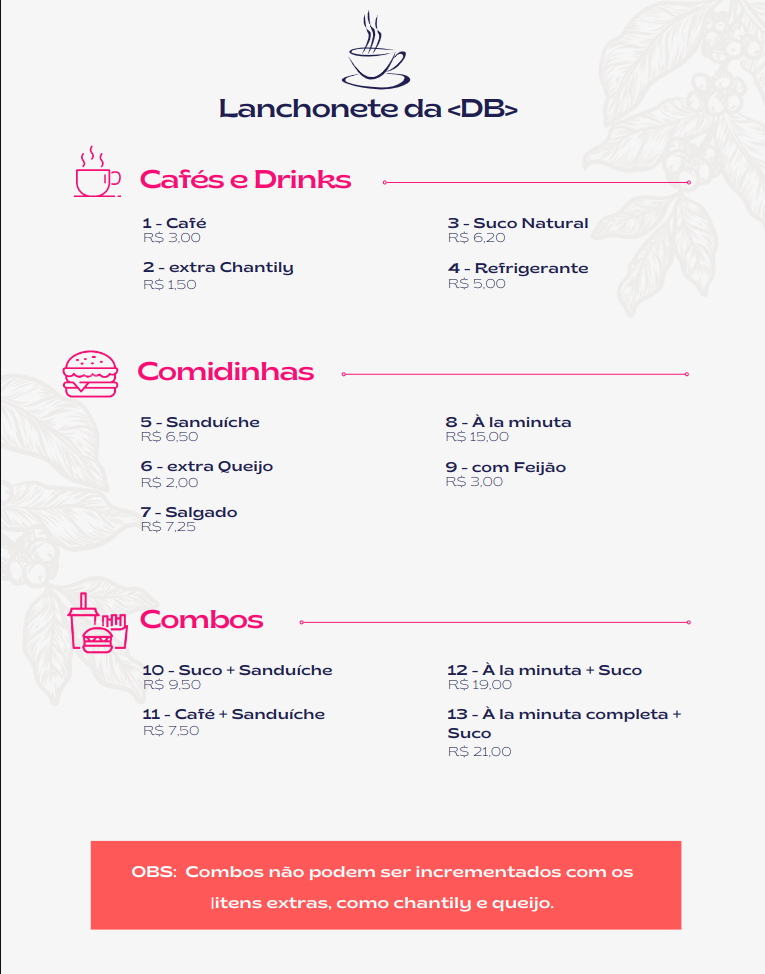 Lanchonete da <DB>
Cafés e Drinks
1 - Café
R$ 3,00
2 - extra Chantily
R$ 1,50
3 - Suco Natural
R$ 6,20
4 - Refrigerante
R$ 5,00
Comidinhas
5 - Sanduíche
R$ 6,50
6 - extra Queijo
R$ 2,00
7 - Salgado
R$ 7,25
8 - À la minuta
R$ 15,00
9 - com Feijão
R$ 3,00
Combos
10 - Suco + Sanduíche
R$ 9,50
11 - Café + Sanduíche
R$ 7,50
12 - À la minuta + Suco
R$ 19,00
13 - À la minuta completa +
Suco
R$ 21,00
OBS: Combos não podem ser incrementados com os
|itens extras, como chantily e queijo.